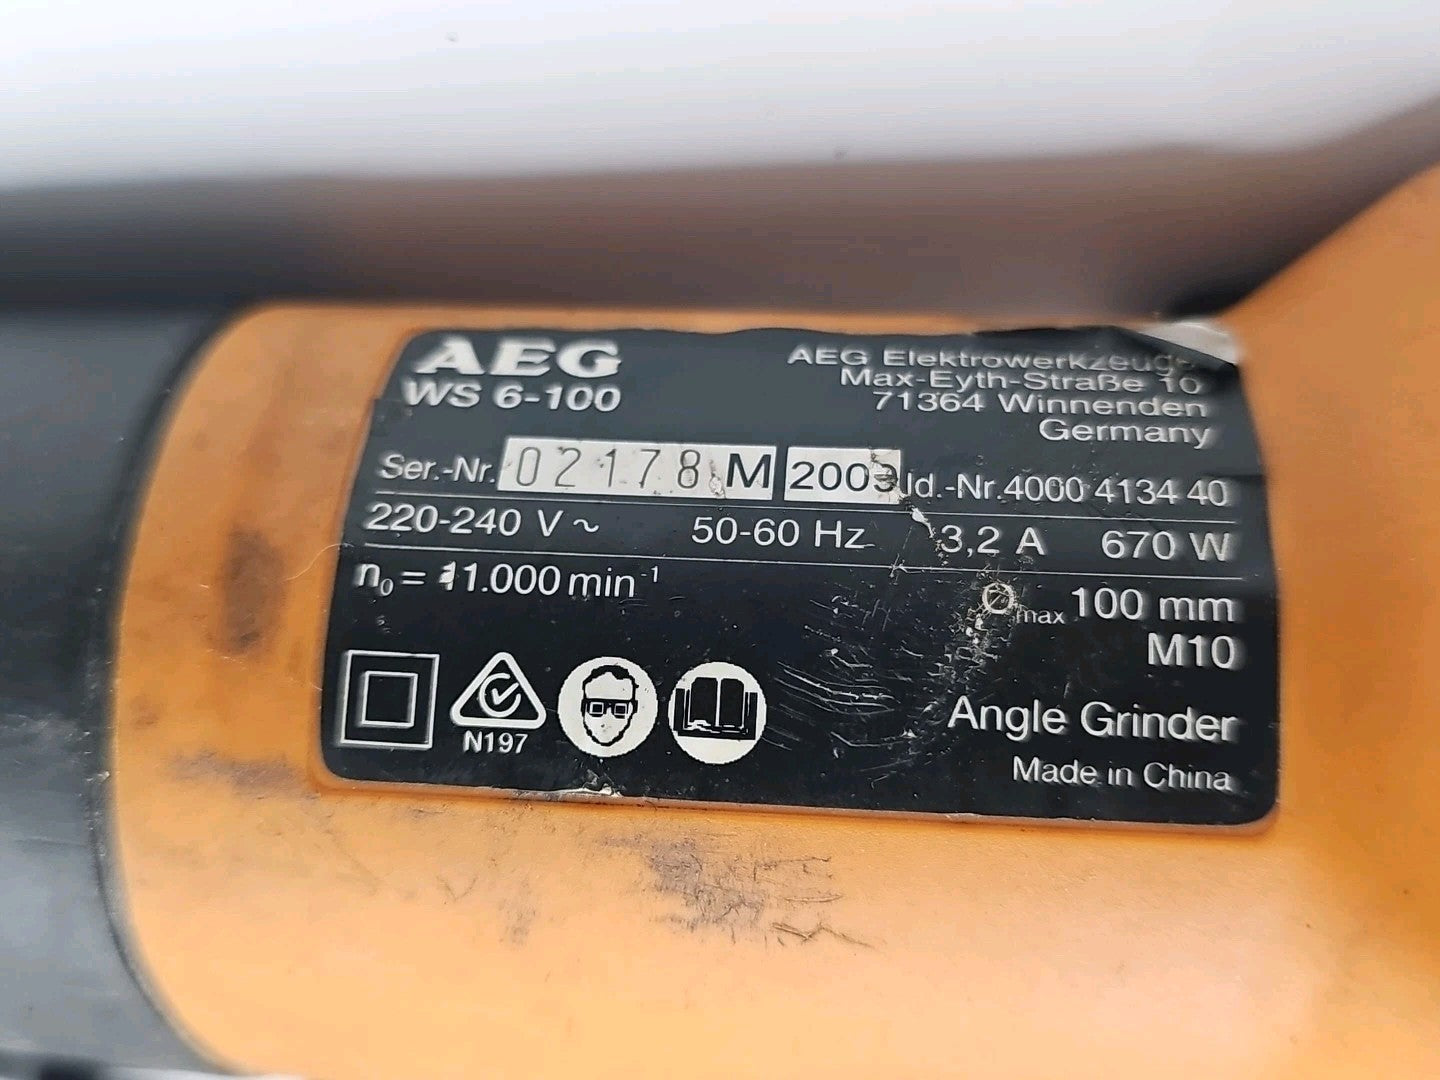 AEG
WS 6-100
AEG Elektrowerkzeuge
Max-Eyth-Straße 10
71364 Winnenden
Germany
Ser.-Nr. 02178 M 2009 Id.-Nr. 4000 4134 40
220-240 V ~ 50-60 Hz 3,2 A 670 W
n₀ = 11.000 min⁻¹
Ø max 100 mm
M10
N197
Angle Grinder
Made in China